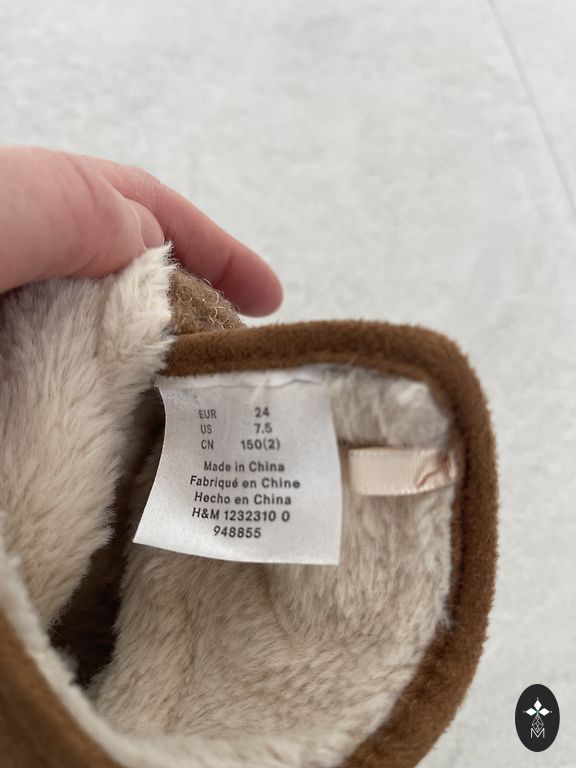 EUR 24
US 7.5
CN 150(2)
Made in China
Fabriqué en Chine
Hecho en China
H&M 1232310 0
948855
M